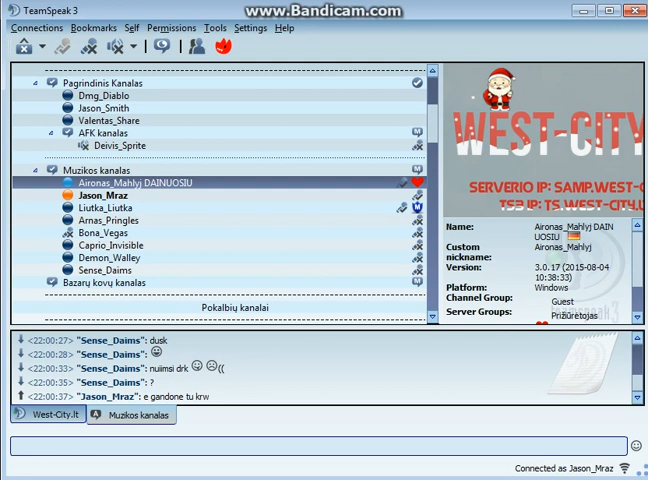 TeamSpeak 3
www.Bandicam.com
Connections Bookmarks Self Permissions Tools Settings Help
Pagrindinis Kanalas
Dmg_Diablo
Jason_Smith
Valentas_Share
AFK kanalas
Deivis_Sprite
Muzikos kanalas
Aironas_Mahlyj DAINUOSIU
Jason_Mraz
Liutka_Liutka
Arnas_Pringles
Bona_Vegas
Caprio_Invisible
Demon_Walley
Sense_Daims
Bazarų kovų kanalas
Pokalbių kanalai
WEST-CITY
SERVERIO IP: SAMP.WEST-C
TS3 IP: TS.WEST-CITY.L
Name: Aironas_Mahlyj DAIN
UOSIU
Custom nickname: Aironas_Mahlyj
Version: 3.0.17 (2015-08-04
10:38:33)
Platform: Windows
Channel Group: Guest
Server Groups: Prižiūrėtojas
teamspeak3
<22:00:27> "Sense_Daims": dusk
<22:00:28> "Sense_Daims":
<22:00:33> "Sense_Daims": nuiimsi drk ((
<22:00:35> "Sense_Daims": ?
<22:00:37> "Jason_Mraz": e gandone tu krw
West-City.lt Muzikos kanalas
Connected as Jason_Mraz